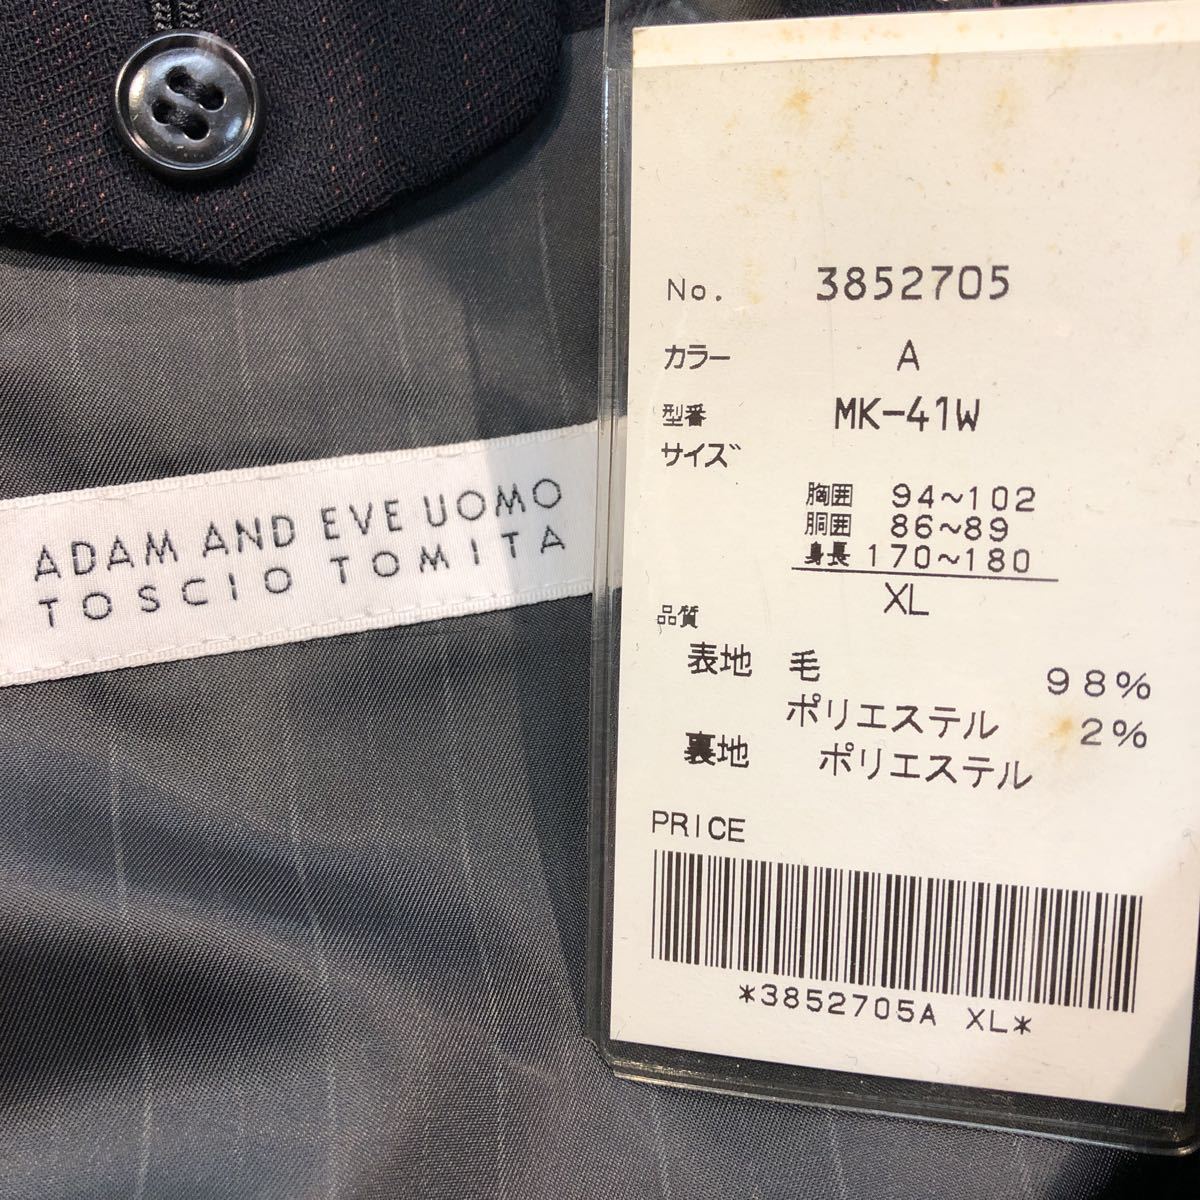 ADAM AND EVE UOMO
TOSCIO TOMITA
No. 3852705
カラー A
型番 MK-41W
サイズ
胸囲 94~102
胴囲 86~89
身長 170~180
XL
品質
表地 毛 98%
ポリエステル 2%
裏地 ポリエステル
PRICE
*3852705A XL*